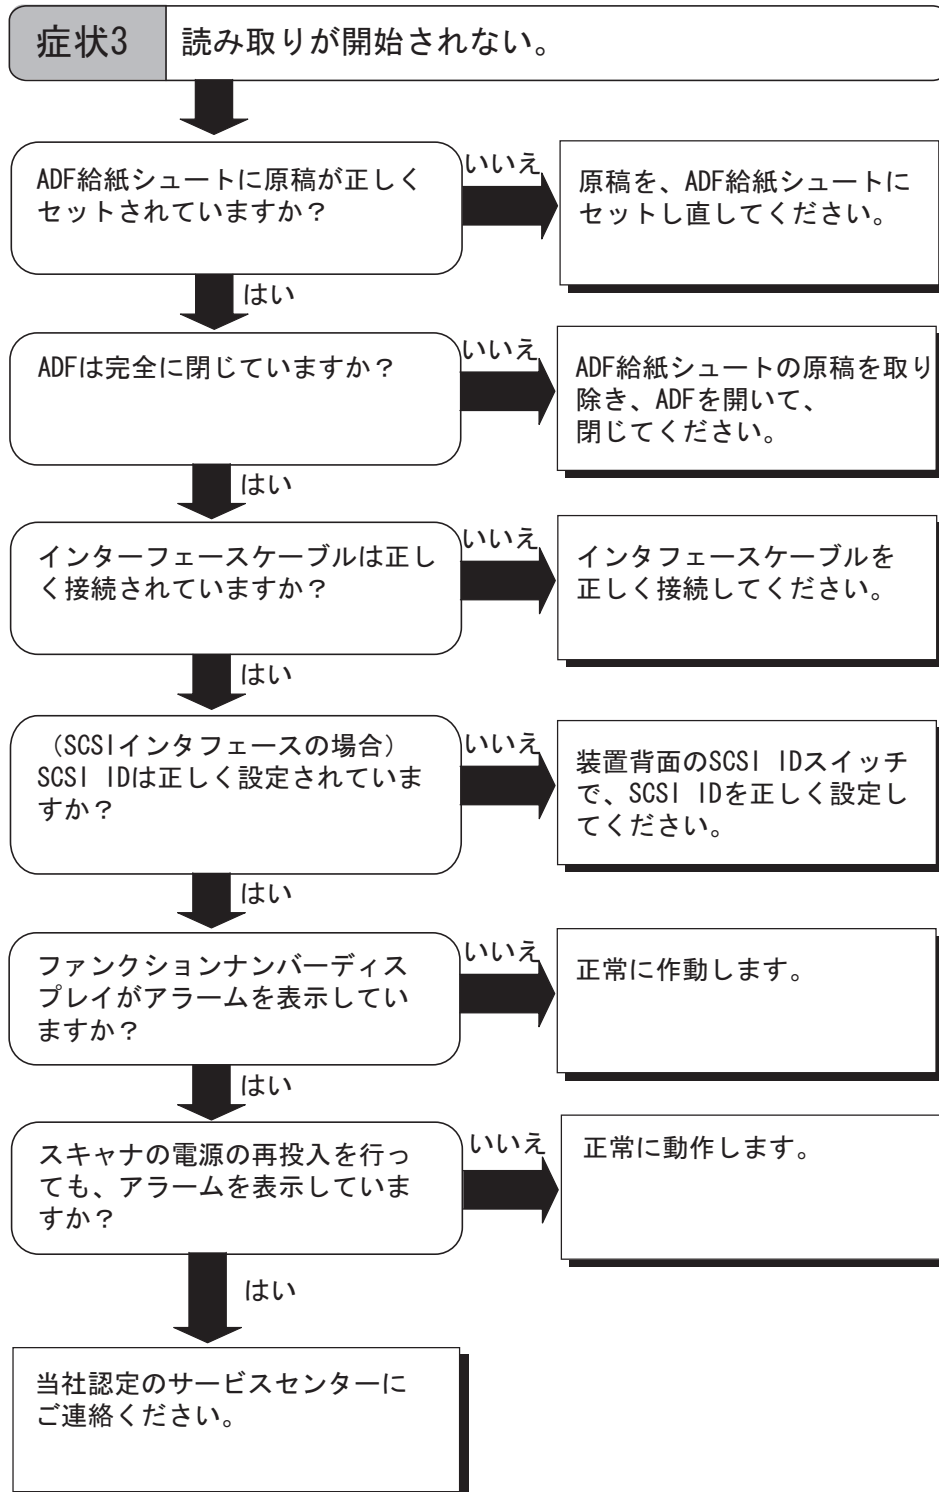 症状3 読み取りが開始されない。
ADF給紙シュートに原稿が正しく
セットされていますか？
いいえ
原稿を、ADF給紙シュートに
セットし直してください。
はい
ADFは完全に閉じていますか？
いいえ
ADF給紙シュートの原稿を取り
除き、ADFを開いて、
閉じてください。
はい
インターフェースケーブルは正し
く接続されていますか？
いいえ
インタフェースケーブルを
正しく接続してください。
はい
（SCSIインタフェースの場合）
SCSI IDは正しく設定されていま
すか？
いいえ
装置背面のSCSI IDスイッチ
で、SCSI IDを正しく設定し
てください。
はい
ファンクションナンバーディス
プレイがアラームを表示してい
ますか？
いいえ
正常に作動します。
はい
スキャナの電源の再投入を行っ
ても、アラームを表示していま
すか？
いいえ
正常に動作します。
はい
当社認定のサービスセンターに
ご連絡ください。